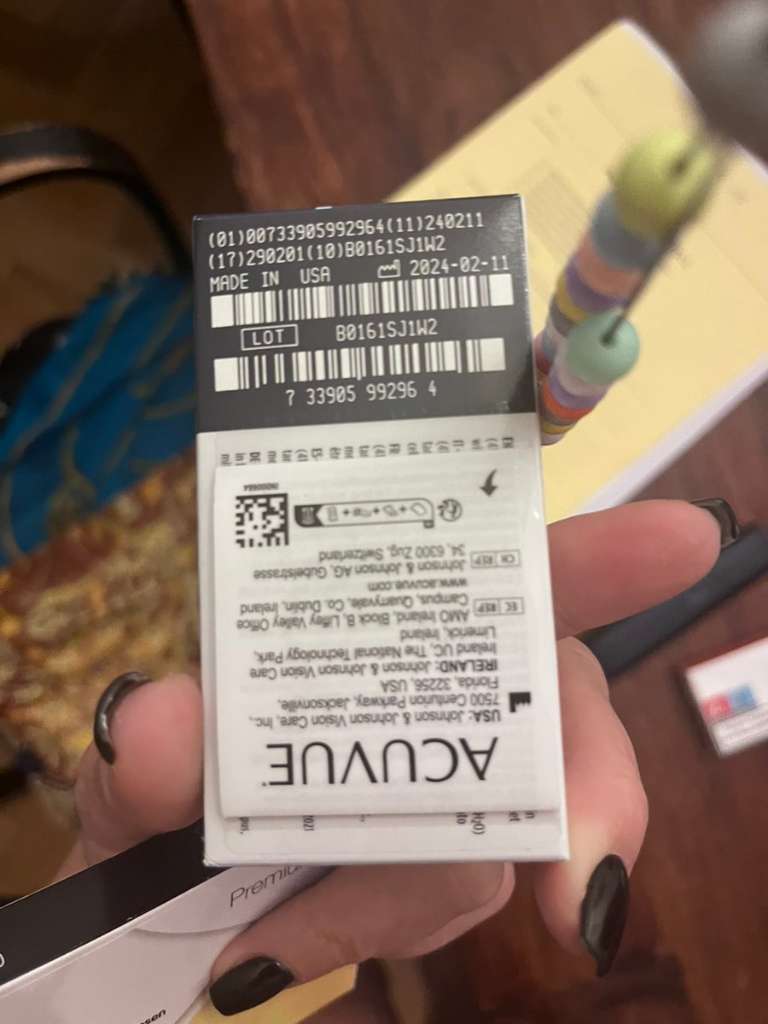 (01)00733905992964(11)240211
(17)290201(10)B0161SJ1W2
MADE IN USA 2024-02-11
LOT B0161SJ1W2
7 33905 99296 4
ACUVUE
USA: Johnson & Johnson Vision Care, Inc.,
7500 Centurion Parkway, Jacksonville,
Florida, 32256, USA
IRELAND: Johnson & Johnson Vision Care
Ireland UC, The National Technology Park,
Limerick, Ireland
EC REP AMO Ireland, Block B, Liffey Valley Office
Campus, Quarryvale, Co. Dublin, Ireland
www.acuvue.com
CH REP Johnson & Johnson AG, Gubelstrasse
34, 6300 Zug, Switzerland